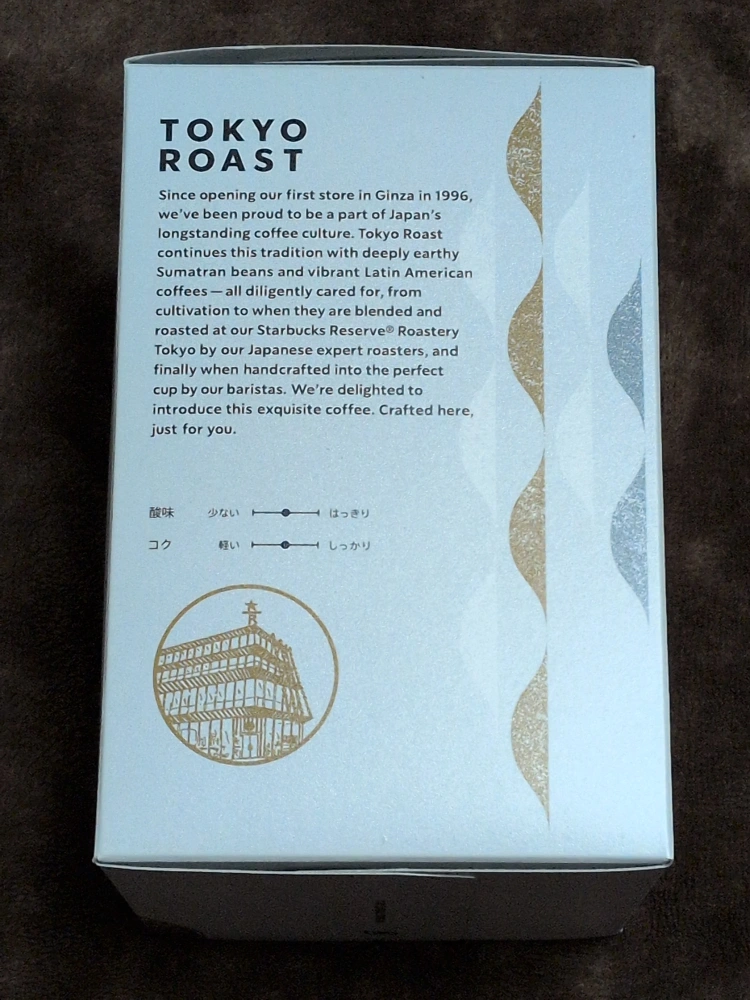 TOKYO
ROAST
Since opening our first store in Ginza in 1996,
we've been proud to be a part of Japan's
longstanding coffee culture. Tokyo Roast
continues this tradition with deeply earthy
Sumatran beans and vibrant Latin American
coffees — all diligently cared for, from
cultivation to when they are blended and
roasted at our Starbucks Reserve® Roastery
Tokyo by our Japanese expert roasters, and
finally when handcrafted into the perfect
cup by our baristas. We're delighted to
introduce this exquisite coffee. Crafted here,
just for you.
酸味 少ない はっきり
コク 軽い しっかり
R